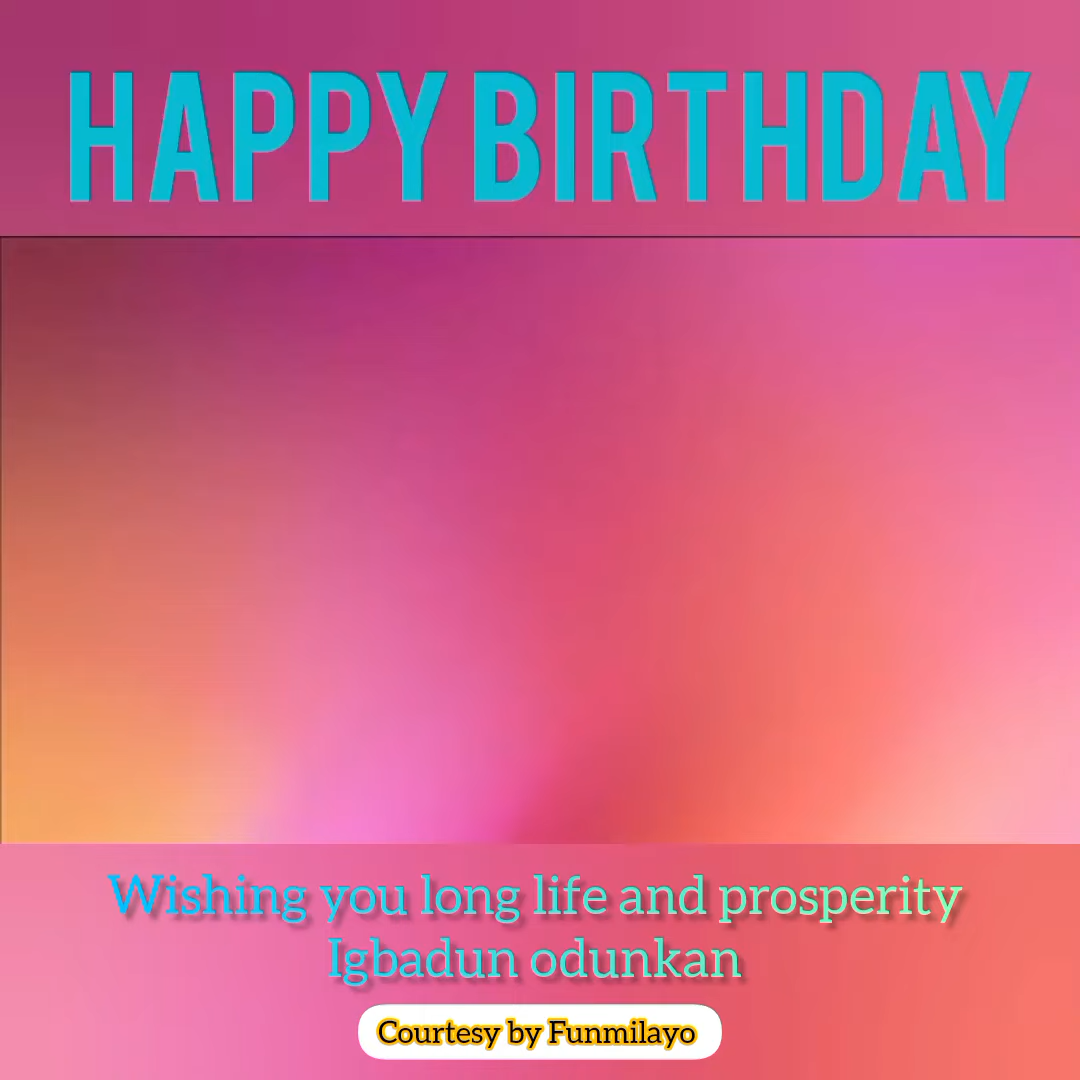 HAPPY BIRTHDAY
Wishing you long life and prosperity
Igbadun odunkan
Courtesy by Funmilayo